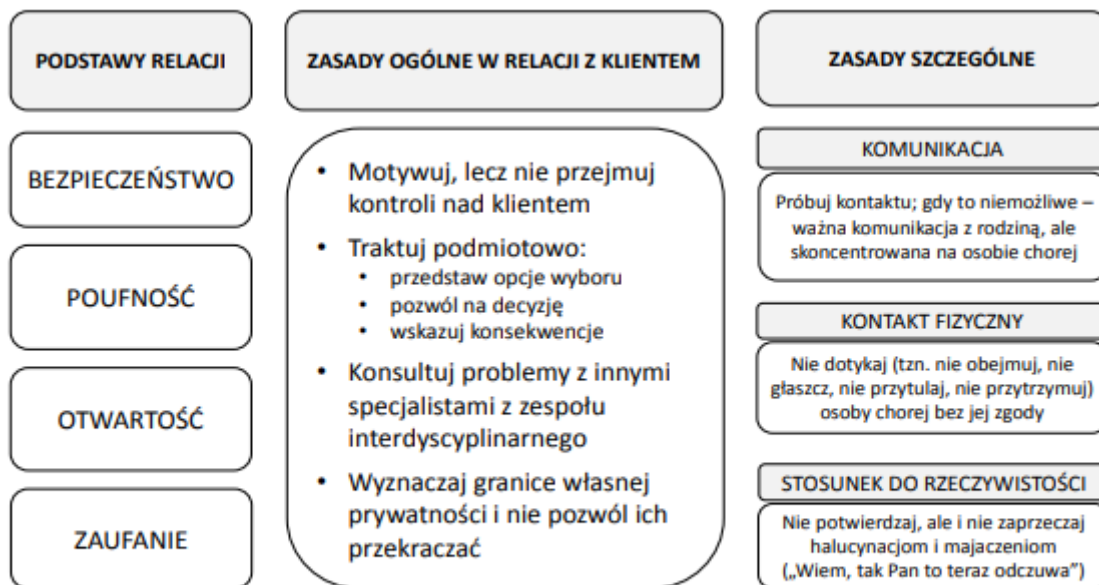 PODSTAWY RELACJI
BEZPIECZEŃSTWO
POUFNOŚĆ
OTWARTOŚĆ
ZAUFANIE
ZASADY OGÓLNE W RELACJI Z KLIENTEM
• Motywuj, lecz nie przejmuj
kontroli nad klientem
• Traktuj podmiotowo:
• przedstaw opcje wyboru
• pozwól na decyzję
• wskazuj konsekwencje
• Konsultuj problemy z innymi
specjalistami z zespołu
interdyscyplinarnego
• Wyznaczaj granice własnej
prywatności i nie pozwól ich
przekraczać
ZASADY SZCZEGÓLNE
KOMUNIKACJA
Próbuj kontaktu; gdy to niemożliwe –
ważna komunikacja z rodziną, ale
skoncentrowana na osobie chorej
KONTAKT FIZYCZNY
Nie dotykaj (tzn. nie obejmuj, nie
głaszcz, nie przytulaj, nie przytrzymuj)
osoby chorej bez jej zgody
STOSUNEK DO RZECZYWISTOŚCI
Nie potwierdzaj, ale i nie zaprzeczaj
halucynacjom i majaczeniom
(„Wiem, tak Pan to teraz odczuwa”)